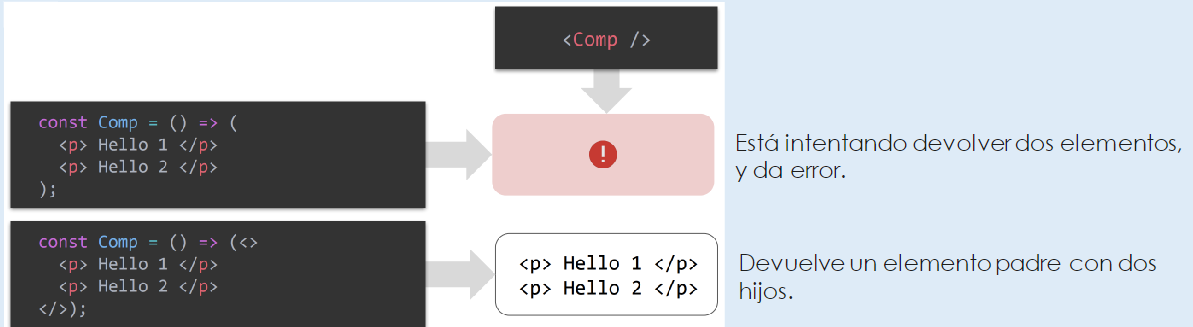 <Comp />
const Comp = () => (
<p> Hello 1 </p>
<p> Hello 2 </p>
);
!
Está intentando devolver dos elementos,
y da error.
const Comp = () => (<>
<p> Hello 1 </p>
<p> Hello 2 </p>
</>);
<p> Hello 1 </p>
<p> Hello 2 </p>
Devuelve un elemento padre con dos
hijos.